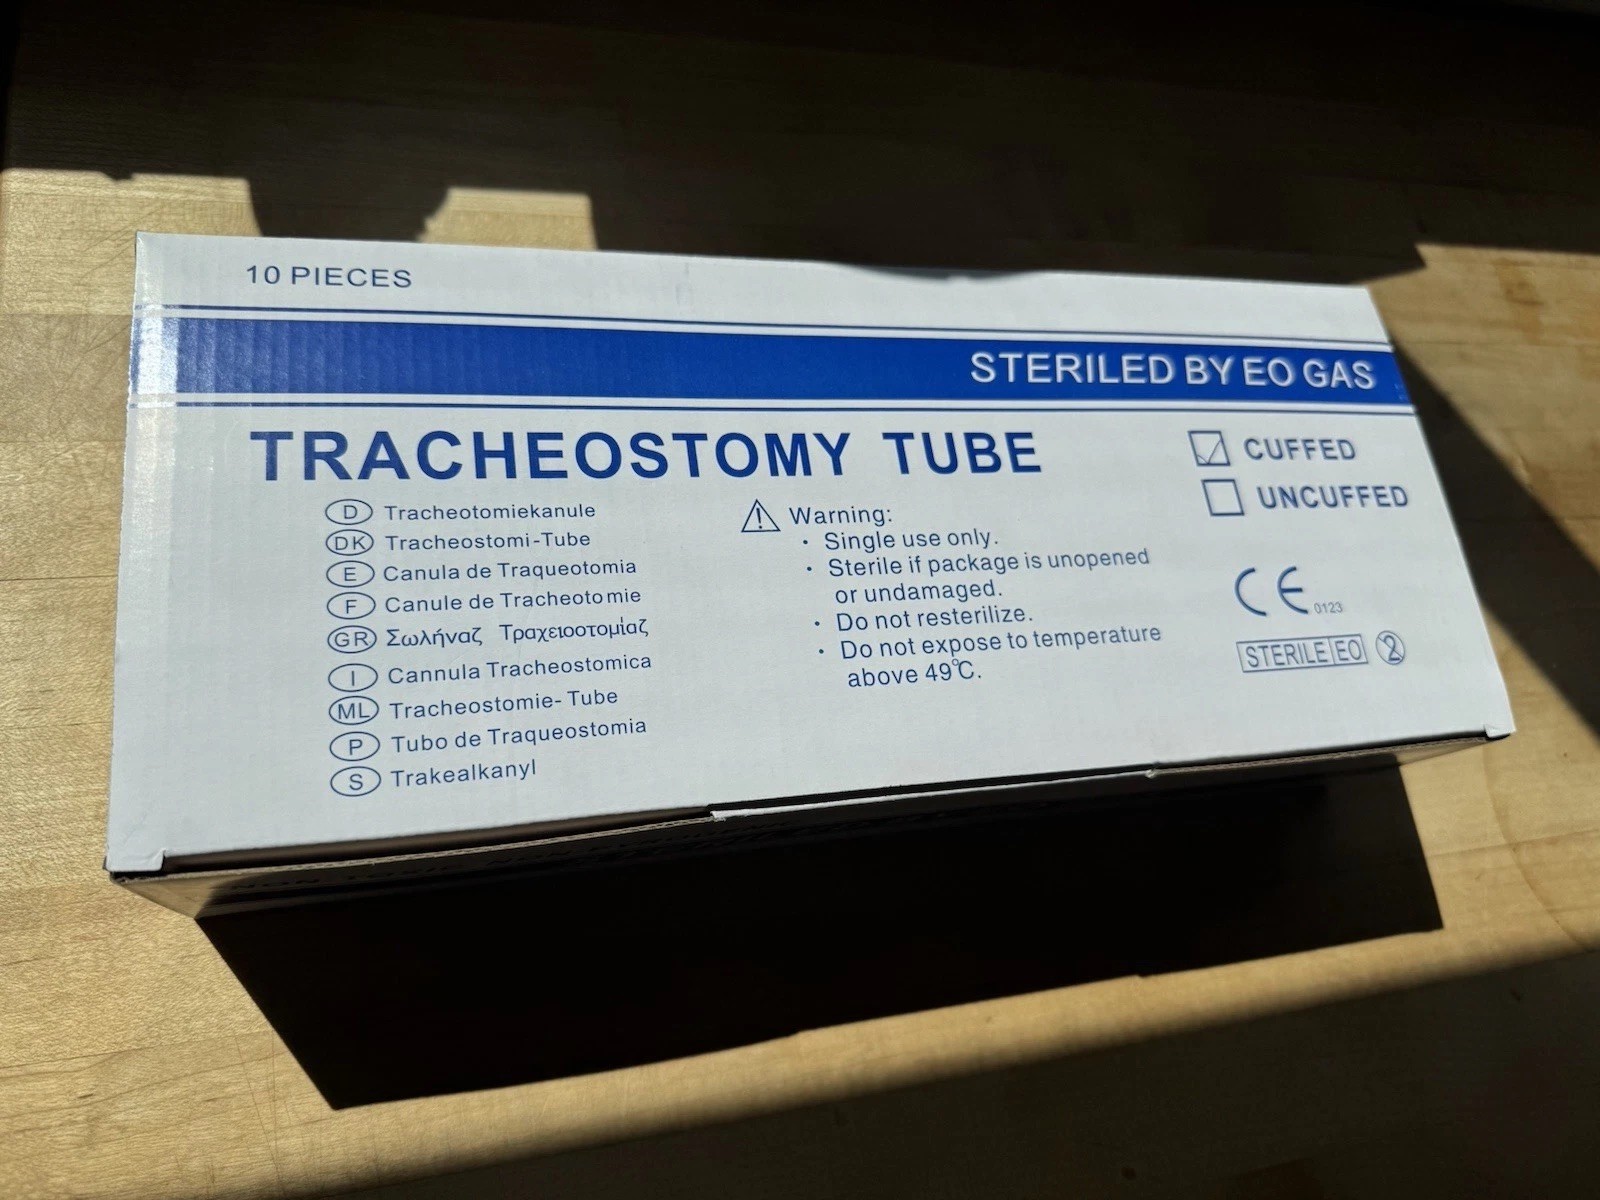 10 PIECES
STERILED BY EO GAS
TRACHEOSTOMY TUBE
D Tracheotomiekanule
DK Tracheostomi-Tube
E Canula de Traqueotomia
F Canule de Tracheotomie
GR Σωλήναζ Τραχειοοτομίαζ
I Cannula Tracheostomica
ML Tracheostomie- Tube
P Tubo de Traqueostomia
S Trakealkanyl
Warning:
· Single use only.
· Sterile if package is unopened
or undamaged.
· Do not resterilize.
· Do not expose to temperature
above 49℃.
CUFFED
UNCUFFED
CE 0123
STERILE EO 2